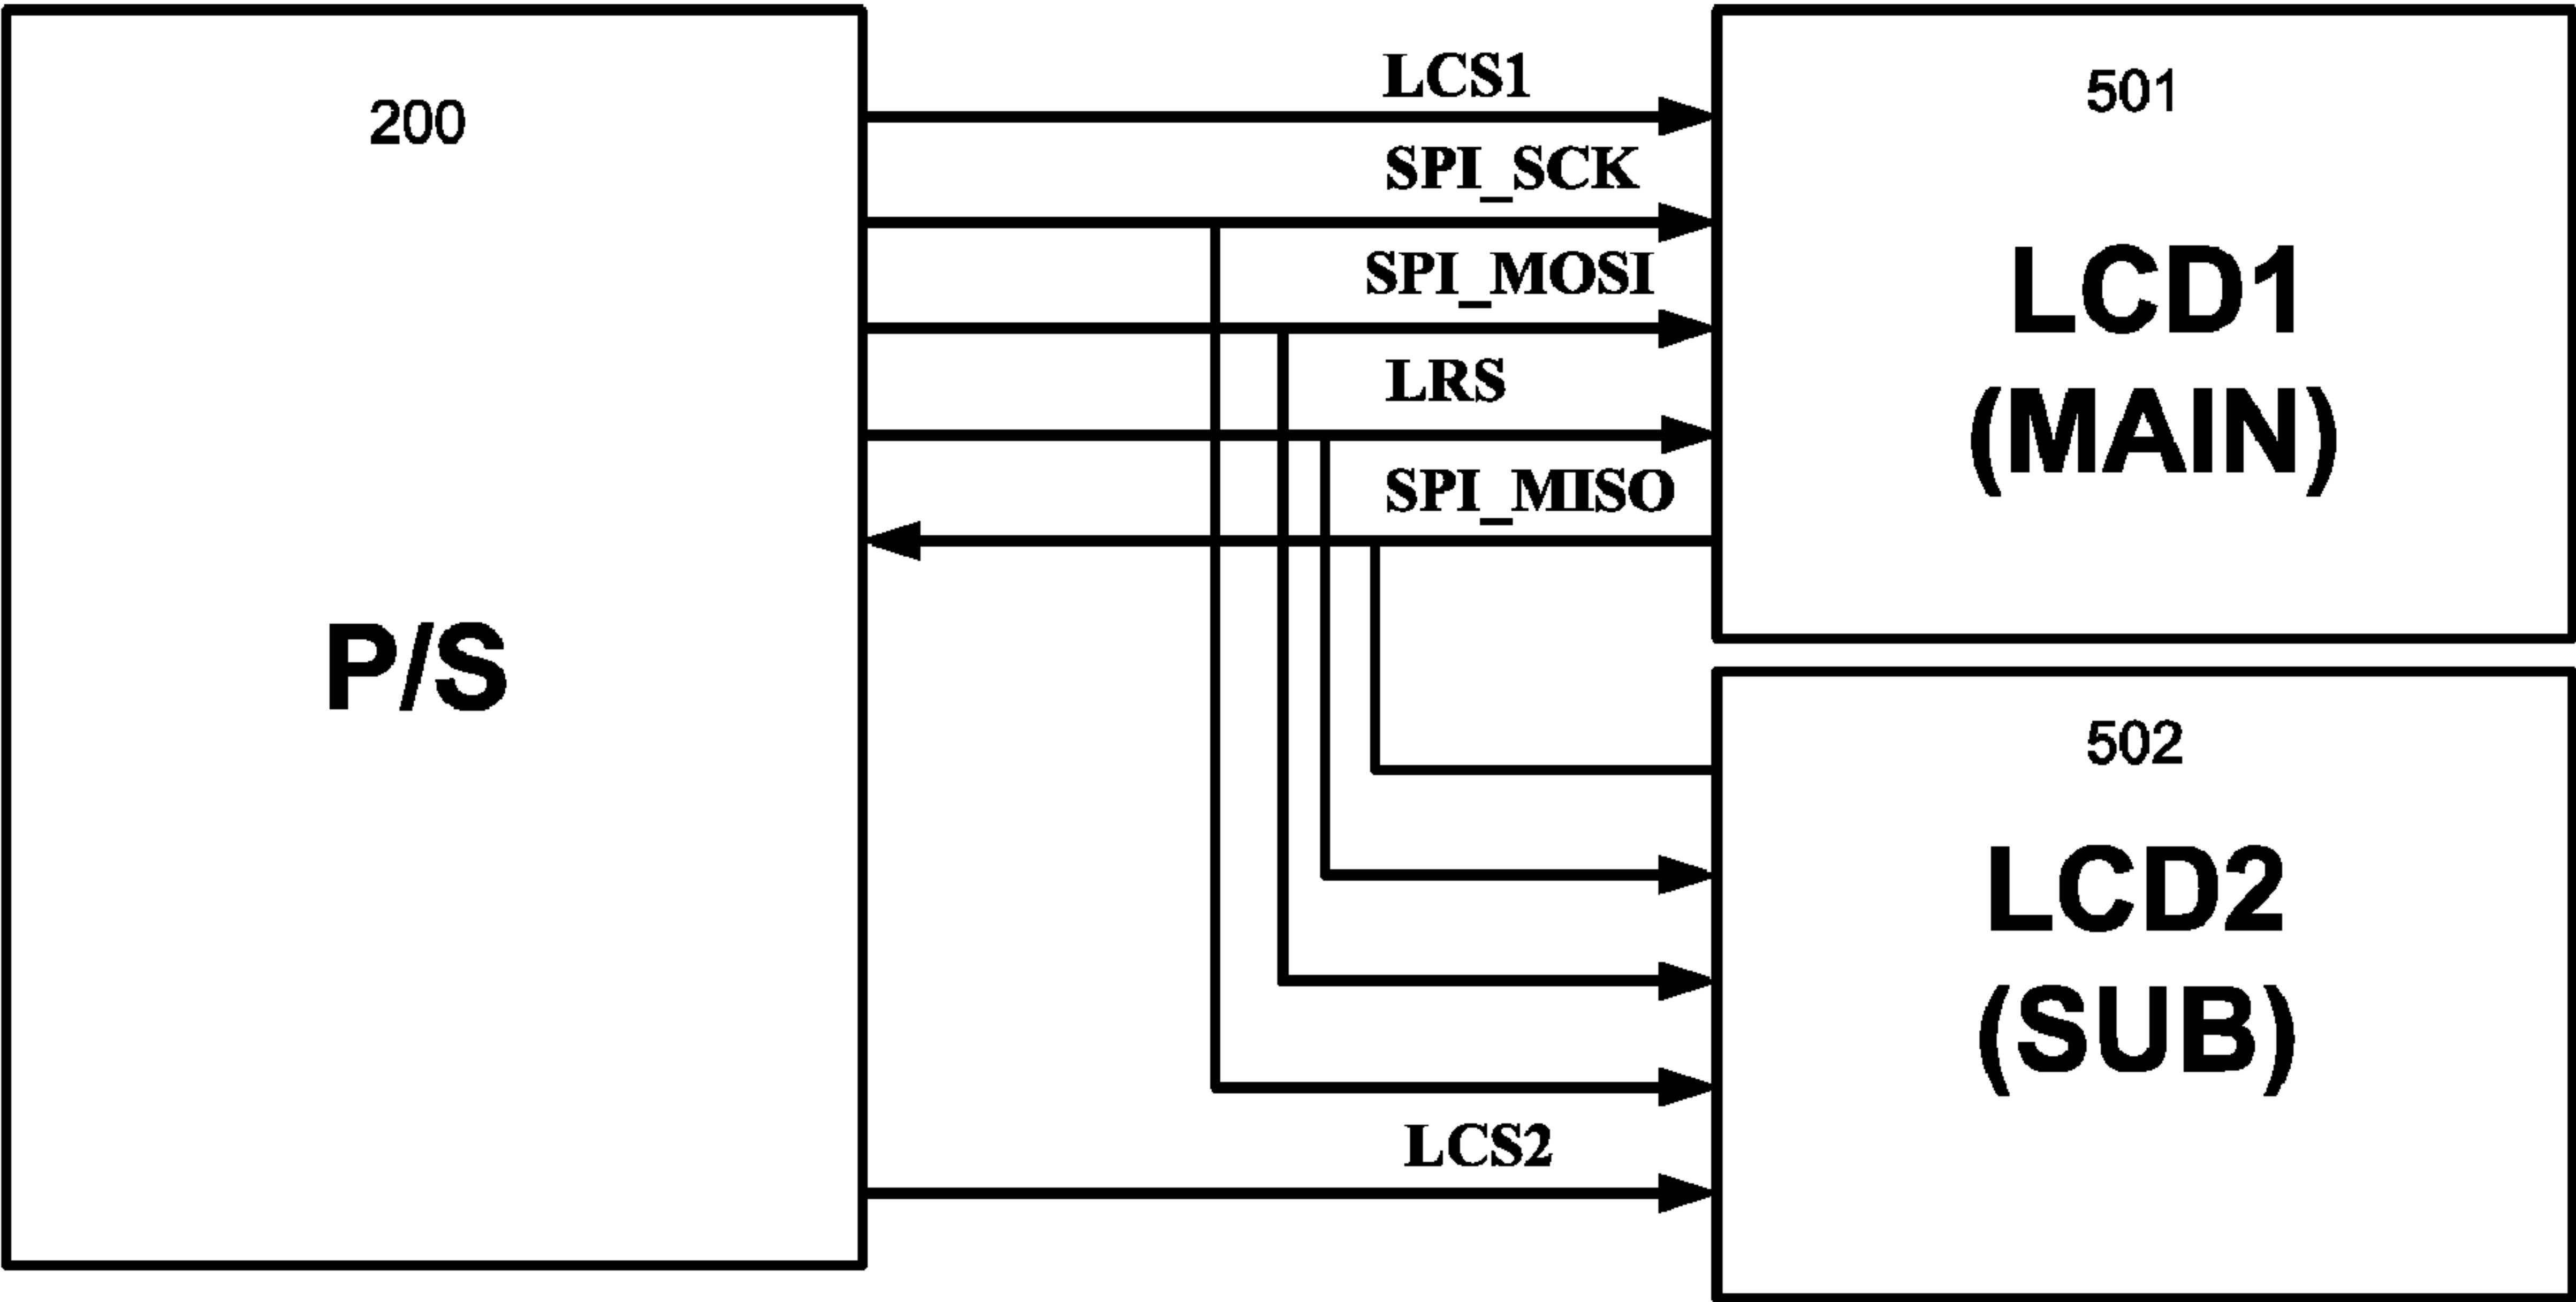 200
P/S
LCS1
SPI_SCK
SPI_MOSI
LRS
SPI_MISO
LCS2
501
LCD1
(MAIN)
502
LCD2
(SUB)